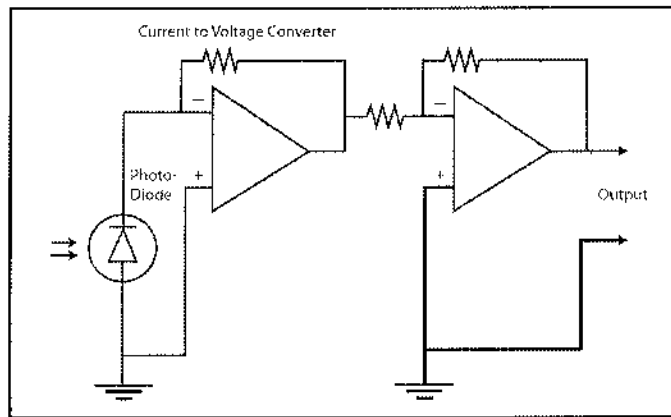 Current to Voltage Converter
−
−
Photo-
Diode
+
+
Output